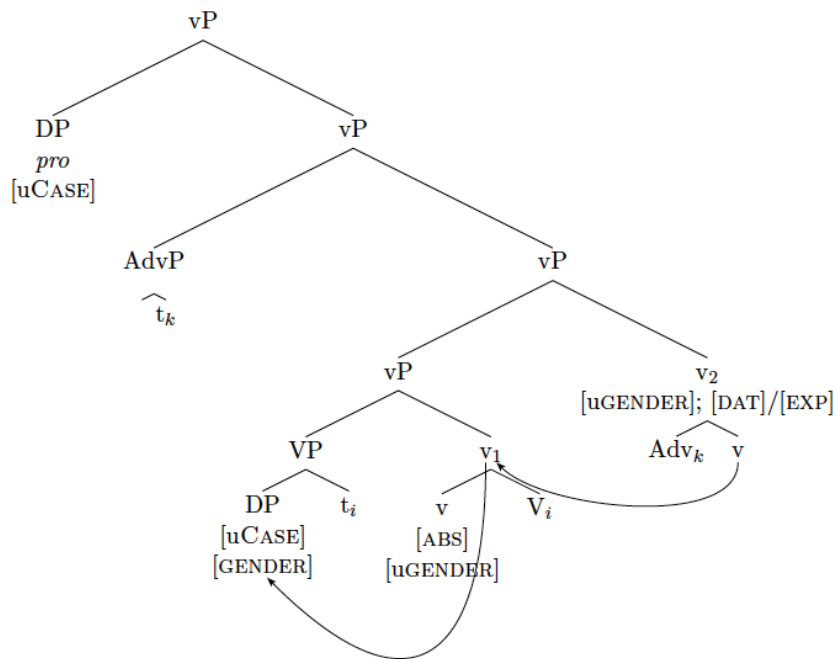 vP
DP vP
pro
[uCASE]
AdvP vP
t_k
vP v_2
[uGENDER]; [DAT]/[EXP]
VP v_1 Adv_k v
DP t_i v V_i
[uCASE] [ABS]
[GENDER] [uGENDER]